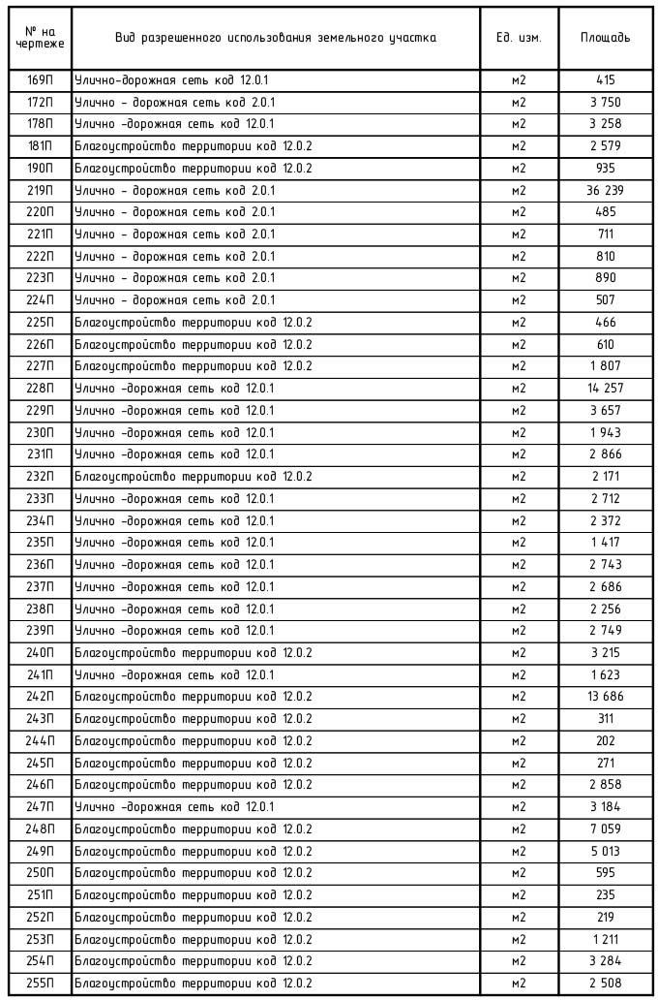 № на чертеже | Вид разрешенного использования земельного участка | Ед. изм. | Площадь
169П | Улично-дорожная сеть код 12.0.1 | м2 | 415
172П | Улично - дорожная сеть код 2.0.1 | м2 | 3 750
178П | Улично -дорожная сеть код 12.0.1 | м2 | 3 258
181П | Благоустройство территории код 12.0.2 | м2 | 2 579
190П | Благоустройство территории код 12.0.2 | м2 | 935
219П | Улично - дорожная сеть код 2.0.1 | м2 | 36 239
220П | Улично - дорожная сеть код 2.0.1 | м2 | 485
221П | Улично - дорожная сеть код 2.0.1 | м2 | 711
222П | Улично - дорожная сеть код 2.0.1 | м2 | 810
223П | Улично - дорожная сеть код 2.0.1 | м2 | 890
224П | Улично - дорожная сеть код 2.0.1 | м2 | 507
225П | Благоустройство территории код 12.0.2 | м2 | 466
226П | Благоустройство территории код 12.0.2 | м2 | 610
227П | Благоустройство территории код 12.0.2 | м2 | 1 807
228П | Улично -дорожная сеть код 12.0.1 | м2 | 14 257
229П | Улично -дорожная сеть код 12.0.1 | м2 | 3 657
230П | Улично -дорожная сеть код 12.0.1 | м2 | 1 943
231П | Улично -дорожная сеть код 12.0.1 | м2 | 2 866
232П | Благоустройство территории код 12.0.2 | м2 | 2 171
233П | Улично -дорожная сеть код 12.0.1 | м2 | 2 712
234П | Улично -дорожная сеть код 12.0.1 | м2 | 2 372
235П | Улично -дорожная сеть код 12.0.1 | м2 | 1 417
236П | Улично -дорожная сеть код 12.0.1 | м2 | 2 743
237П | Улично -дорожная сеть код 12.0.1 | м2 | 2 686
238П | Улично -дорожная сеть код 12.0.1 | м2 | 2 256
239П | Улично -дорожная сеть код 12.0.1 | м2 | 2 749
240П | Благоустройство территории код 12.0.2 | м2 | 3 215
241П | Улично -дорожная сеть код 12.0.1 | м2 | 1 623
242П | Благоустройство территории код 12.0.2 | м2 | 13 686
243П | Благоустройство территории код 12.0.2 | м2 | 311
244П | Благоустройство территории код 12.0.2 | м2 | 202
245П | Благоустройство территории код 12.0.2 | м2 | 271
246П | Благоустройство территории код 12.0.2 | м2 | 2 858
247П | Улично -дорожная сеть код 12.0.1 | м2 | 3 184
248П | Благоустройство территории код 12.0.2 | м2 | 7 059
249П | Благоустройство территории код 12.0.2 | м2 | 5 013
250П | Благоустройство территории код 12.0.2 | м2 | 595
251П | Благоустройство территории код 12.0.2 | м2 | 235
252П | Благоустройство территории код 12.0.2 | м2 | 219
253П | Благоустройство территории код 12.0.2 | м2 | 1 211
254П | Благоустройство территории код 12.0.2 | м2 | 3 284
255П | Благоустройство территории код 12.0.2 | м2 | 2 508